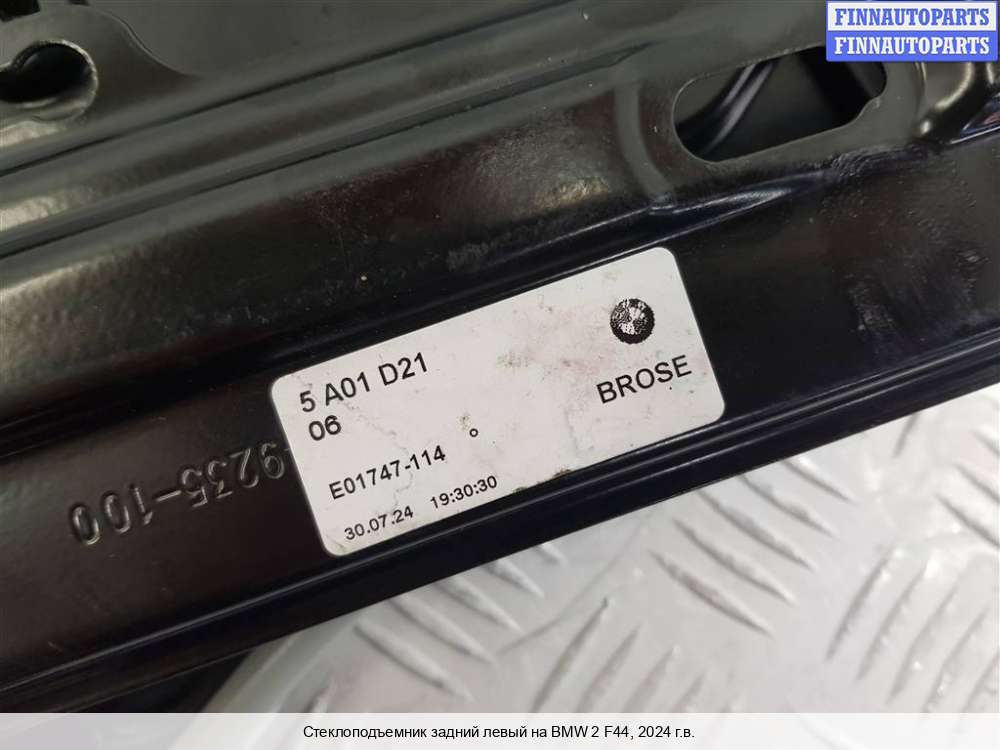 FINNAUTOPARTS
FINNAUTOPARTS
5 A01 D21
06
BROSE
E01747-114
30.07.24 19:30:30
9235-100
Стеклоподъемник задний левый на BMW 2 F44, 2024 г.в.